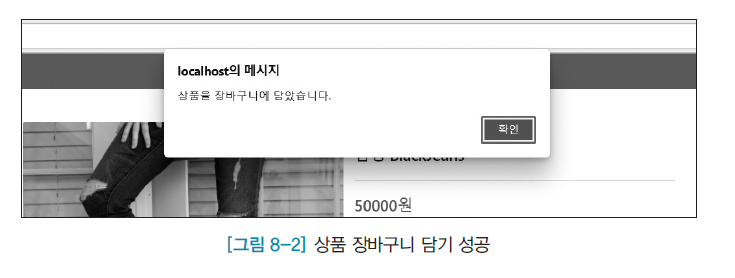 localhost의 메시지
상품을 장바구니에 담았습니다.
확인
50000원
[그림 8-2] 상품 장바구니 담기 성공